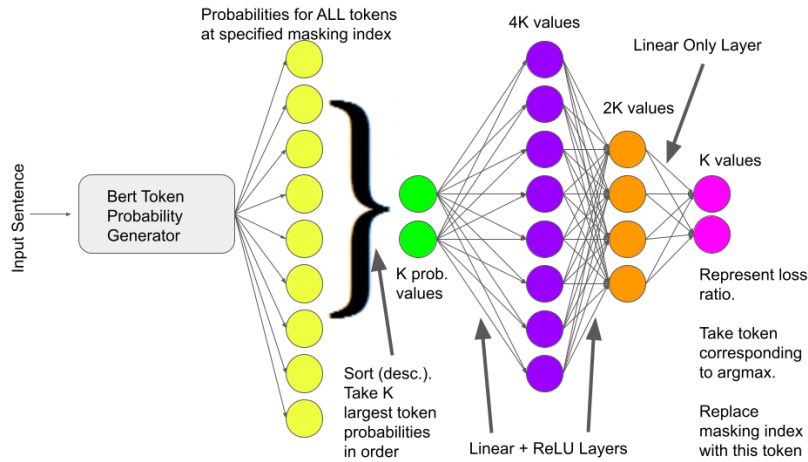 Input Sentence
Bert Token
Probability
Generator
Probabilities for ALL tokens
at specified masking index
K prob.
values
Sort (desc.).
Take K
largest token
probabilities
in order
4K values
Linear + ReLU Layers
2K values
Linear Only Layer
K values
Represent loss
ratio.
Take token
corresponding
to argmax.
Replace
masking index
with this token